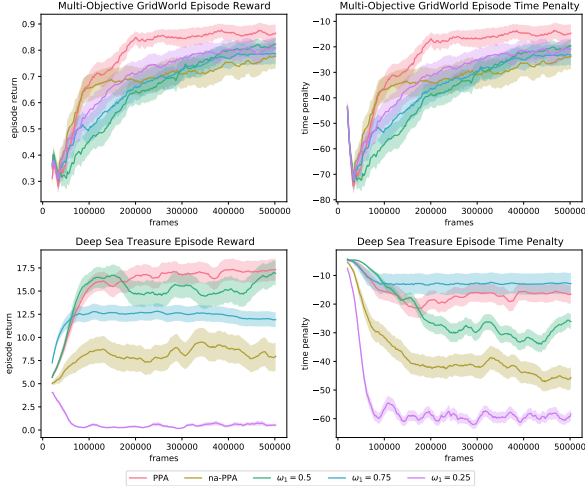 Multi-Objective GridWorld Episode Reward
0.9
0.8
0.7
0.6
0.5
0.4
0.3
episode return
0 100000 200000 300000 400000 500000
frames
Multi-Objective GridWorld Episode Time Penalty
−10
−20
−30
−40
−50
−60
−70
−80
time penalty
0 100000 200000 300000 400000 500000
frames
Deep Sea Treasure Episode Reward
17.5
15.0
12.5
10.0
7.5
5.0
2.5
0.0
episode return
0 100000 200000 300000 400000 500000
frames
Deep Sea Treasure Episode Time Penalty
−10
−20
−30
−40
−50
−60
time penalty
0 100000 200000 300000 400000 500000
frames
PPA na-PPA ω₁ = 0.5 ω₁ = 0.75 ω₁ = 0.25